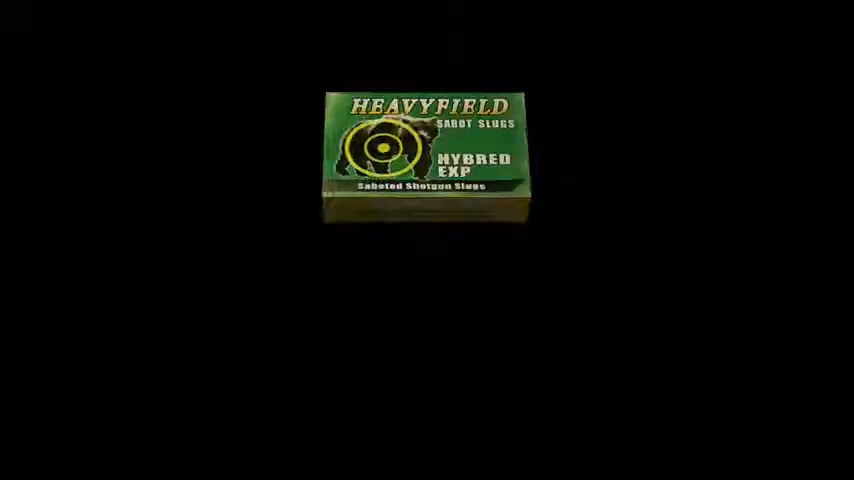 HEAVYFIELD
SABOT SLUGS
HYBRED
EXP
Saboted Shotgun Slugs